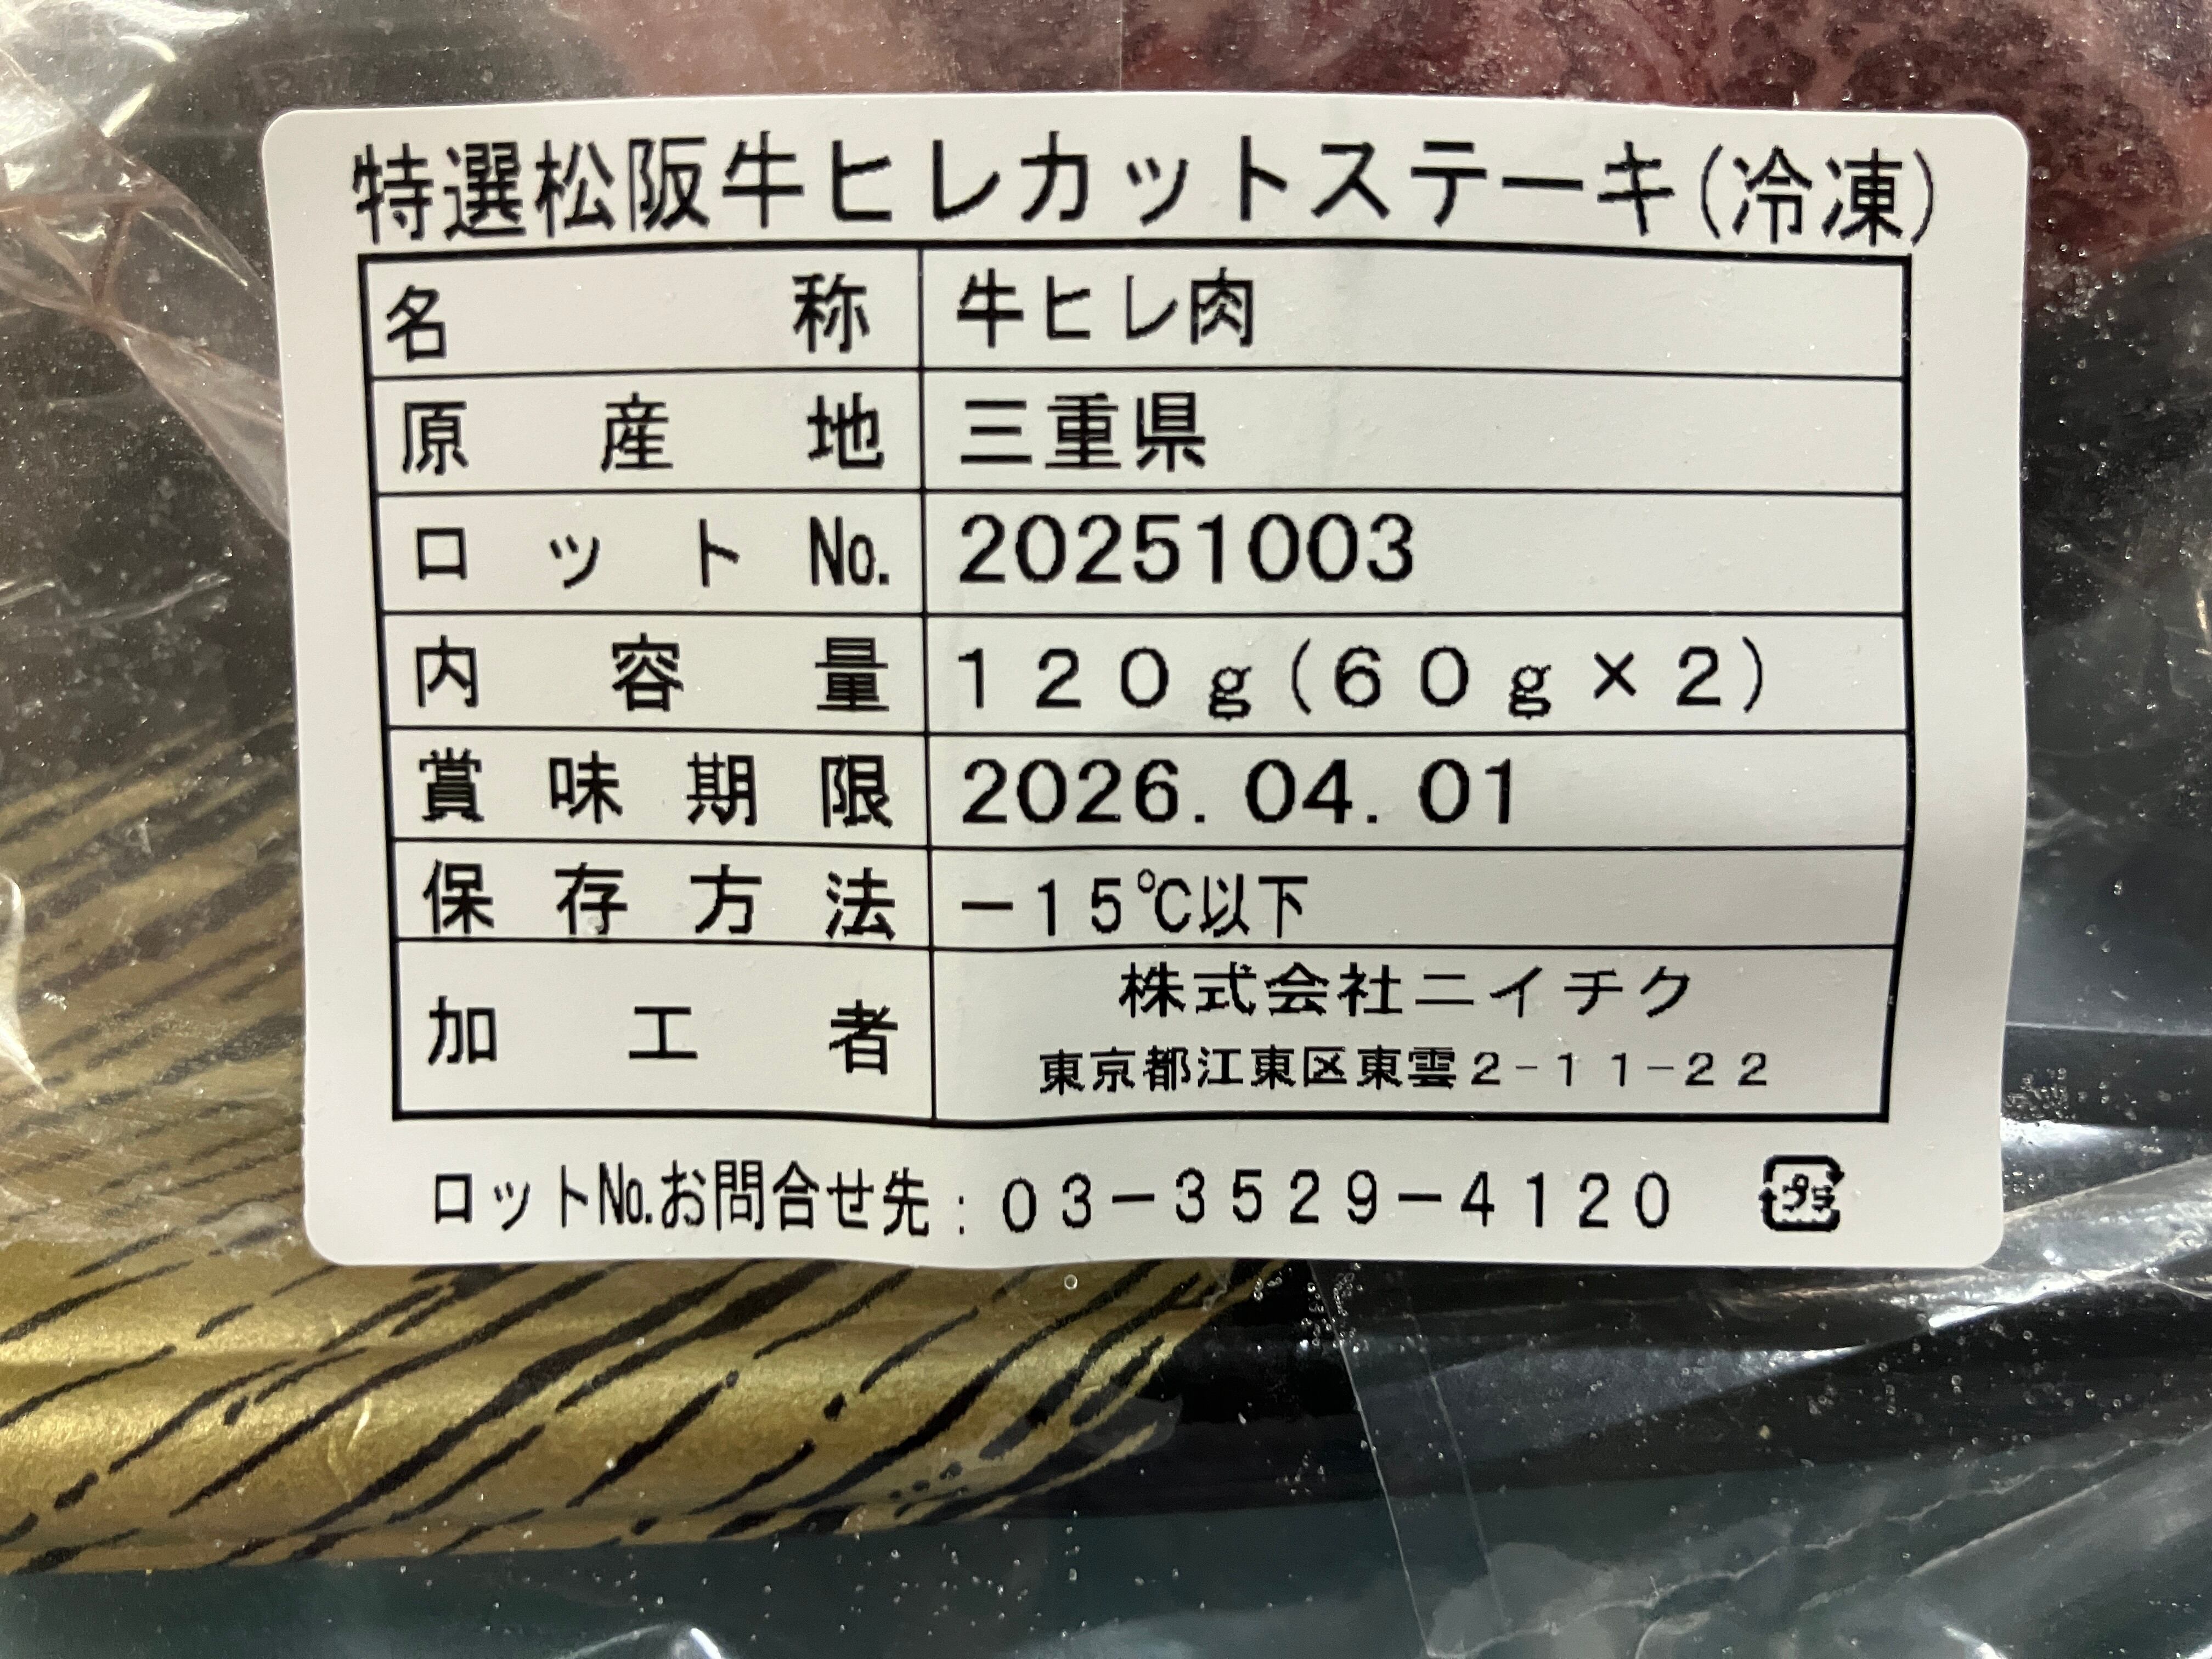 特選松阪牛ヒレカットステーキ(冷凍)
名称 牛ヒレ肉
原産地 三重県
ロットNo. 20251003
内容量 120g(60g×2)
賞味期限 2026.04.01
保存方法 －15℃以下
加工者 株式会社ニイチク
東京都江東区東雲2－11－22
ロットNo.お問合せ先：03－3529－4120 プラ